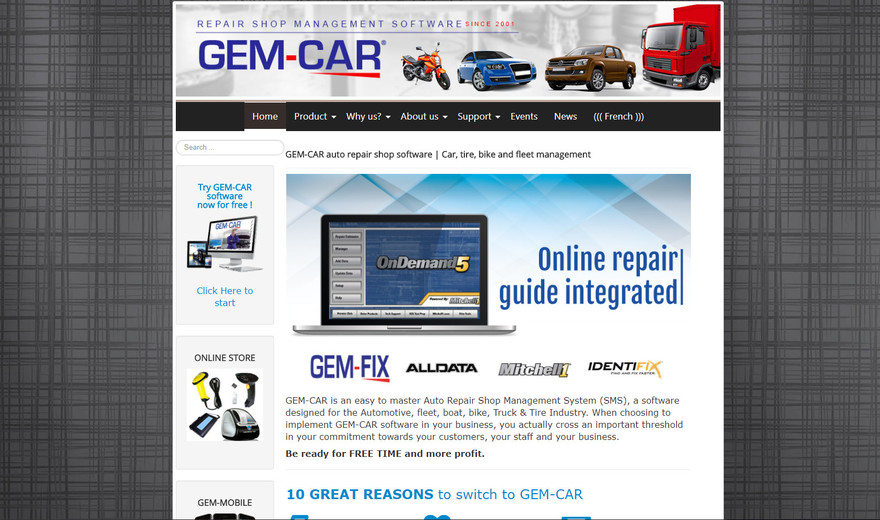 REPAIR SHOP MANAGEMENT SOFTWARE SINCE 2001
GEM-CAR®
Home Product Why us? About us Support Events News ((( French )))
Search ...
GEM-CAR auto repair shop software | Car, tire, bike and fleet management
Try GEM-CAR
software
now for free !
GEM-CAR
Click Here to
start
OnDemand5
Mitchell1
Online repair
guide integrated
GEM-FIX ALLDATA Mitchell1 IDENTIFIX
FIND AND FIX FASTER
ONLINE STORE
GEM-CAR is an easy to master Auto Repair Shop Management System (SMS), a software
designed for the Automotive, fleet, boat, bike, Truck & Tire Industry. When choosing to
implement GEM-CAR software in your business, you actually cross an important threshold
in your commitment towards your customers, your staff and your business.
Be ready for FREE TIME and more profit.
10 GREAT REASONS to switch to GEM-CAR
GEM-MOBILE